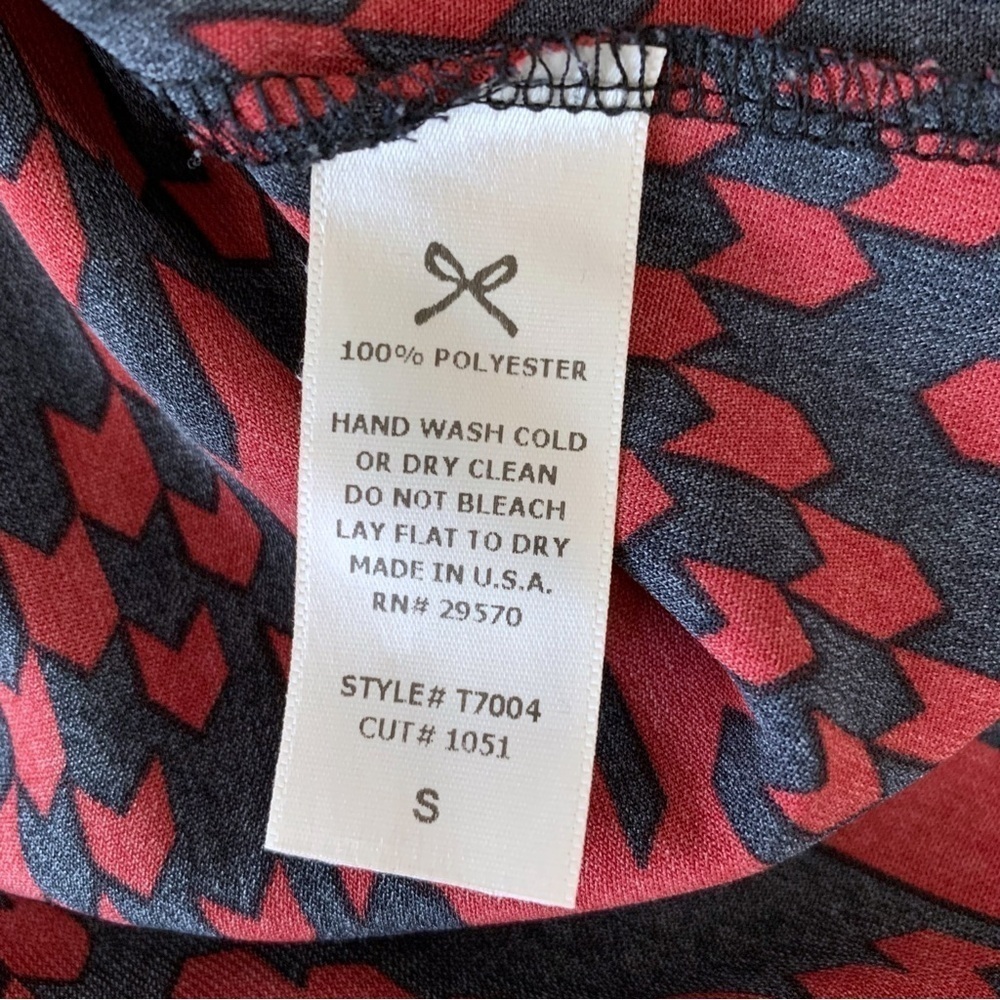 100% POLYESTER
HAND WASH COLD
OR DRY CLEAN
DO NOT BLEACH
LAY FLAT TO DRY
MADE IN U.S.A.
RN# 29570
STYLE# T7004
CUT# 1051
S